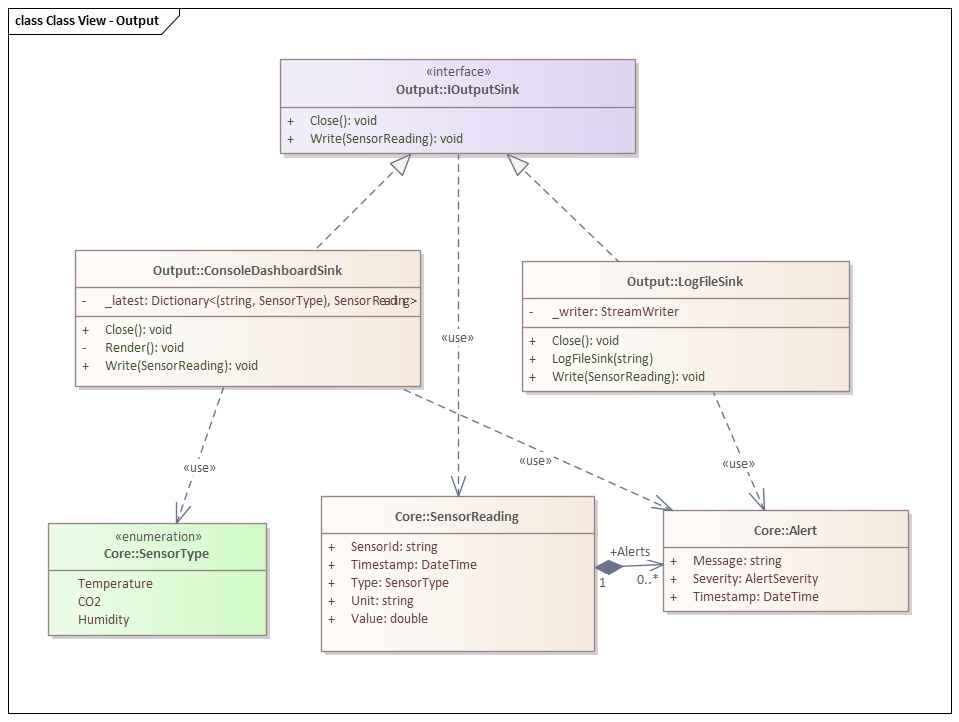 class Class View - Output
«interface»
Output::IOutputSink
+ Close(): void
+ Write(SensorReading): void
Output::ConsoleDashboardSink
- _latest: Dictionary<(string, SensorType), SensorReading>
+ Close(): void
- Render(): void
+ Write(SensorReading): void
Output::LogFileSink
- _writer: StreamWriter
+ Close(): void
+ LogFileSink(string)
+ Write(SensorReading): void
«use»
«use»
«use»
«use»
«enumeration»
Core::SensorType
Temperature
CO2
Humidity
Core::SensorReading
+ SensorId: string
+ Timestamp: DateTime
+ Type: SensorType
+ Unit: string
+ Value: double
+Alerts
1
0..*
Core::Alert
+ Message: string
+ Severity: AlertSeverity
+ Timestamp: DateTime